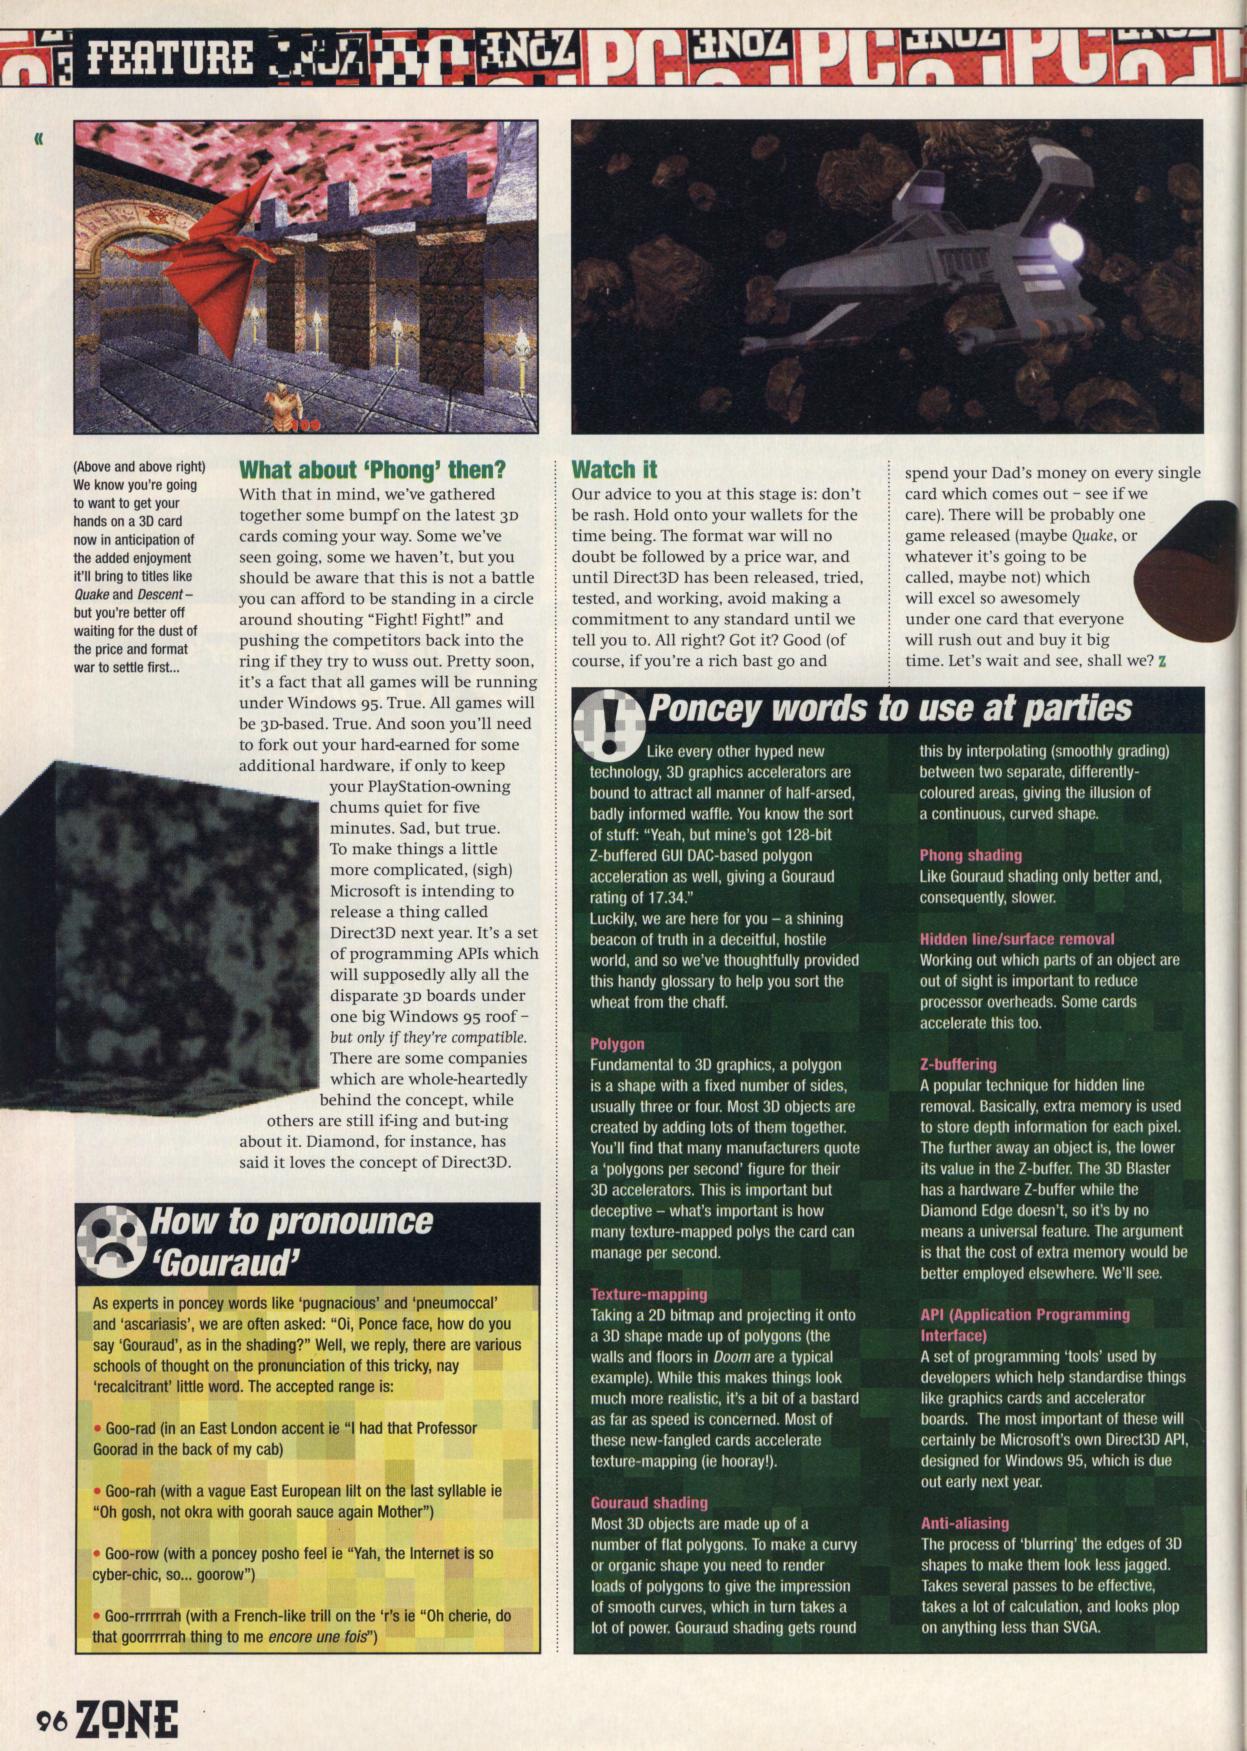 FEATURE
PC ZONE PC ZONE PC ZONE PC
«
109
(Above and above right)
We know you're going
to want to get your
hands on a 3D card
now in anticipation of
the added enjoyment
it'll bring to titles like
Quake and Descent –
but you're better off
waiting for the dust of
the price and format
war to settle first...
What about 'Phong' then?
With that in mind, we've gathered
together some bumpf on the latest 3D
cards coming your way. Some we've
seen going, some we haven't, but you
should be aware that this is not a battle
you can afford to be standing in a circle
around shouting "Fight! Fight!" and
pushing the competitors back into the
ring if they try to wuss out. Pretty soon,
it's a fact that all games will be running
under Windows 95. True. All games will
be 3D-based. True. And soon you'll need
to fork out your hard-earned for some
additional hardware, if only to keep
your PlayStation-owning
chums quiet for five
minutes. Sad, but true.
To make things a little
more complicated, (sigh)
Microsoft is intending to
release a thing called
Direct3D next year. It's a set
of programming APIs which
will supposedly ally all the
disparate 3D boards under
one big Windows 95 roof –
but only if they're compatible.
There are some companies
which are whole-heartedly
behind the concept, while
others are still if-ing and but-ing
about it. Diamond, for instance, has
said it loves the concept of Direct3D.
Watch it
Our advice to you at this stage is: don't
be rash. Hold onto your wallets for the
time being. The format war will no
doubt be followed by a price war, and
until Direct3D has been released, tried,
tested, and working, avoid making a
commitment to any standard until we
tell you to. All right? Got it? Good (of
course, if you're a rich bast go and
spend your Dad's money on every single
card which comes out – see if we
care). There will be probably one
game released (maybe Quake, or
whatever it's going to be
called, maybe not) which
will excel so awesomely
under one card that everyone
will rush out and buy it big
time. Let's wait and see, shall we? Z
How to pronounce
'Gouraud'
As experts in poncey words like 'pugnacious' and 'pneumoccal'
and 'ascariasis', we are often asked: "Oi, Ponce face, how do you
say 'Gouraud', as in the shading?" Well, we reply, there are various
schools of thought on the pronunciation of this tricky, nay
'recalcitrant' little word. The accepted range is:
• Goo-rad (in an East London accent ie "I had that Professor
Goorad in the back of my cab)
• Goo-rah (with a vague East European lilt on the last syllable ie
"Oh gosh, not okra with goorah sauce again Mother")
• Goo-row (with a poncey posho feel ie "Yah, the Internet is so
cyber-chic, so... goorow")
• Goo-rrrrrrah (with a French-like trill on the 'r's ie "Oh cherie, do
that goorrrrrah thing to me encore une fois")
! Poncey words to use at parties
Like every other hyped new
technology, 3D graphics accelerators are
bound to attract all manner of half-arsed,
badly informed waffle. You know the sort
of stuff: "Yeah, but mine's got 128-bit
Z-buffered GUI DAC-based polygon
acceleration as well, giving a Gouraud
rating of 17.34."
Luckily, we are here for you – a shining
beacon of truth in a deceitful, hostile
world, and so we've thoughtfully provided
this handy glossary to help you sort the
wheat from the chaff.
Polygon
Fundamental to 3D graphics, a polygon
is a shape with a fixed number of sides,
usually three or four. Most 3D objects are
created by adding lots of them together.
You'll find that many manufacturers quote
a 'polygons per second' figure for their
3D accelerators. This is important but
deceptive – what's important is how
many texture-mapped polys the card can
manage per second.
Texture-mapping
Taking a 2D bitmap and projecting it onto
a 3D shape made up of polygons (the
walls and floors in Doom are a typical
example). While this makes things look
much more realistic, it's a bit of a bastard
as far as speed is concerned. Most of
these new-fangled cards accelerate
texture-mapping (ie hooray!).
Gouraud shading
Most 3D objects are made up of a
number of flat polygons. To make a curvy
or organic shape you need to render
loads of polygons to give the impression
of smooth curves, which in turn takes a
lot of power. Gouraud shading gets round
this by interpolating (smoothly grading)
between two separate, differently-
coloured areas, giving the illusion of
a continuous, curved shape.
Phong shading
Like Gouraud shading only better and,
consequently, slower.
Hidden line/surface removal
Working out which parts of an object are
out of sight is important to reduce
processor overheads. Some cards
accelerate this too.
Z-buffering
A popular technique for hidden line
removal. Basically, extra memory is used
to store depth information for each pixel.
The further away an object is, the lower
its value in the Z-buffer. The 3D Blaster
has a hardware Z-buffer while the
Diamond Edge doesn't, so it's by no
means a universal feature. The argument
is that the cost of extra memory would be
better employed elsewhere. We'll see.
API (Application Programming
Interface)
A set of programming 'tools' used by
developers which help standardise things
like graphics cards and accelerator
boards. The most important of these will
certainly be Microsoft's own Direct3D API,
designed for Windows 95, which is due
out early next year.
Anti-aliasing
The process of 'blurring' the edges of 3D
shapes to make them look less jagged.
Takes several passes to be effective,
takes a lot of calculation, and looks plop
on anything less than SVGA.
96 ZONE